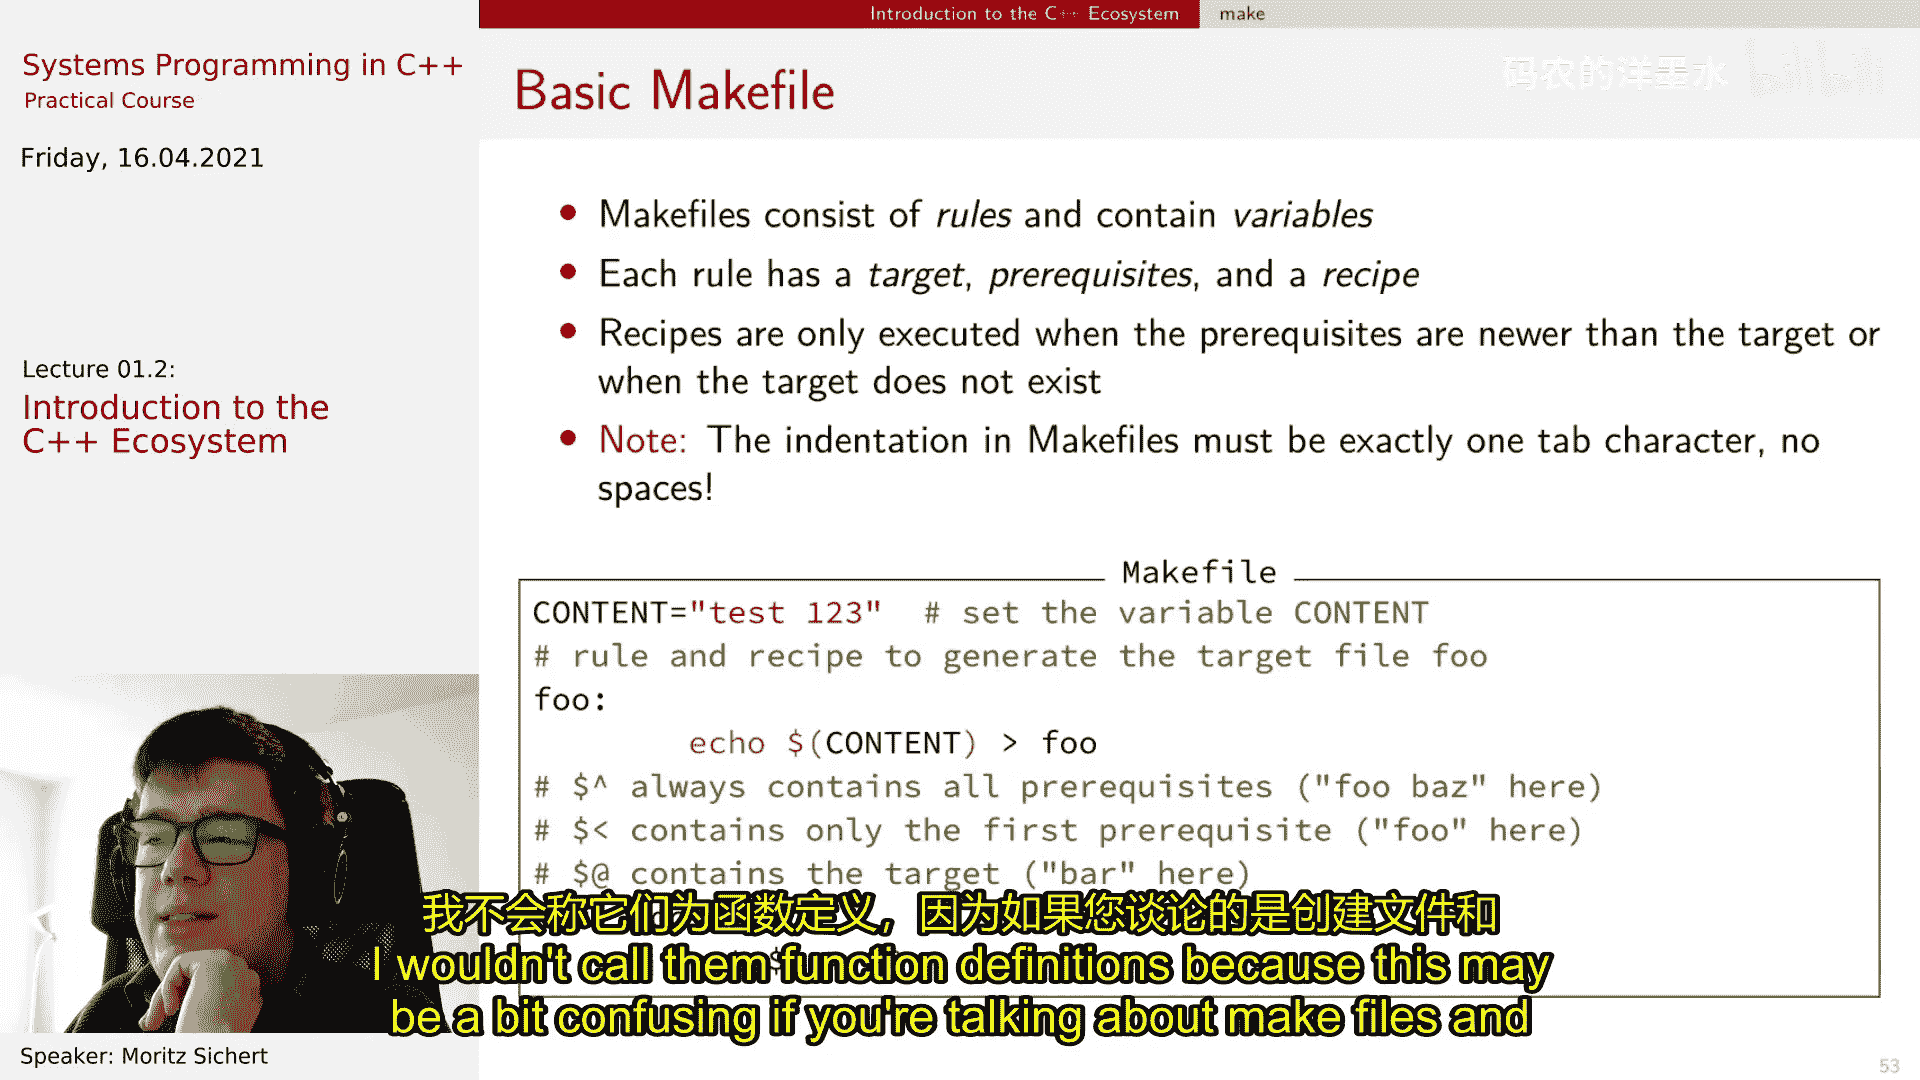 Introduction to the C++ Ecosystem
make
Systems Programming in C++
Practical Course
Friday, 16.04.2021
Lecture 01.2:
Introduction to the
C++ Ecosystem
Speaker: Moritz Sichert
Basic Makefile
码农的洋墨水 bilibili
• Makefiles consist of rules and contain variables
• Each rule has a target, prerequisites, and a recipe
• Recipes are only executed when the prerequisites are newer than the target or
when the target does not exist
• Note: The indentation in Makefiles must be exactly one tab character, no
spaces!
Makefile
CONTENT="test 123"  # set the variable CONTENT
# rule and recipe to generate the target file foo
foo:
echo $(CONTENT) > foo
# $^ always contains all prerequisites ("foo baz" here)
# $< contains only the first prerequisite ("foo" here)
# $@ contains the target ("bar" here)
我不会称它们为函数定义，因为如果您谈论的是创建文件和
I wouldn't call them function definitions because this may
be a bit confusing if you're talking about make files and
53